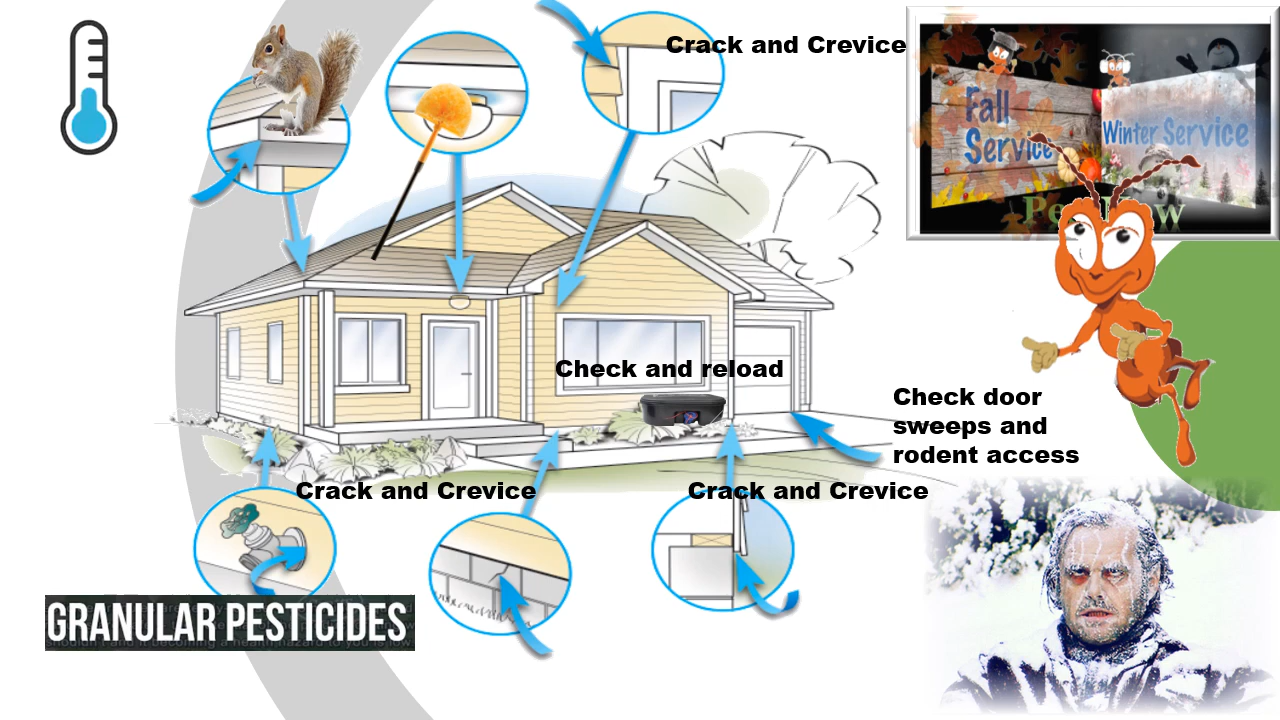 Crack and Crevice
Fall
Service
Winter Service
Check and reload
Check door
sweeps and
rodent access
Crack and Crevice
Crack and Crevice
GRANULAR PESTICIDES